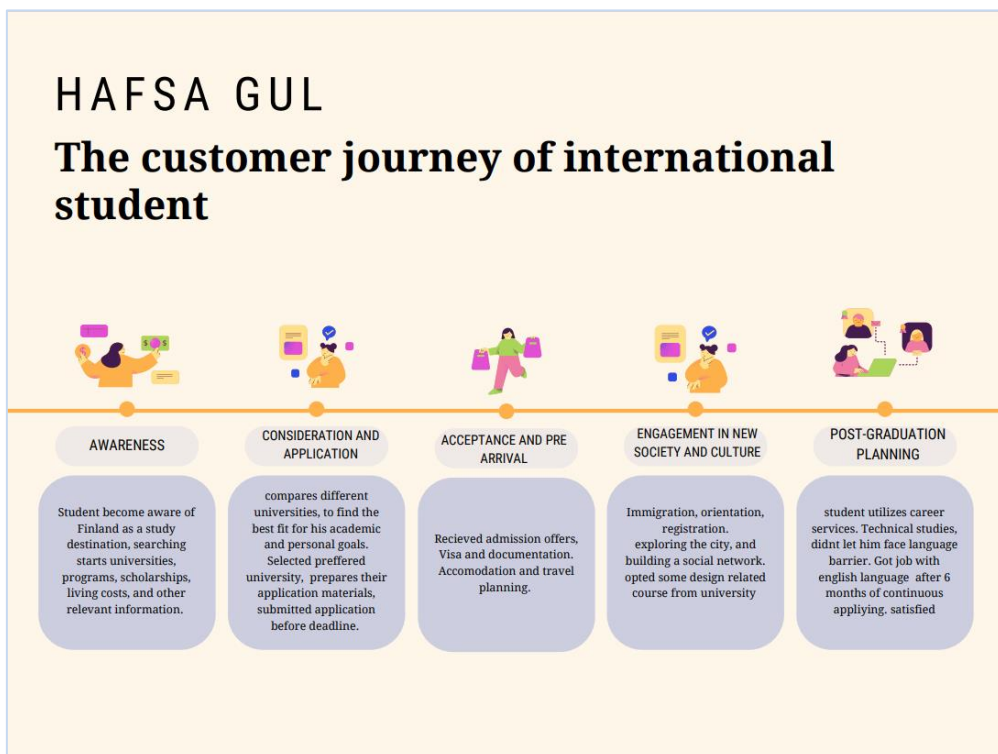 HAFSA GUL
The customer journey of international
student
AWARENESS
Student become aware of
Finland as a study
destination, searching
starts universities,
programs, scholarships,
living costs, and other
relevant information.
CONSIDERATION AND
APPLICATION
compares different
universities, to find the
best fit for his academic
and personal goals.
Selected preffered
university, prepares their
application materials,
submitted application
before deadline.
ACCEPTANCE AND PRE
ARRIVAL
Recieved admission offers,
Visa and documentation.
Accomodation and travel
planning.
ENGAGEMENT IN NEW
SOCIETY AND CULTURE
Immigration, orientation,
registration.
exploring the city, and
building a social network.
opted some design related
course from university
POST-GRADUATION
PLANNING
student utilizes career
services. Technical studies,
didnt let him face language
barrier. Got job with
english language after 6
months of continuous
appliying. satisfied